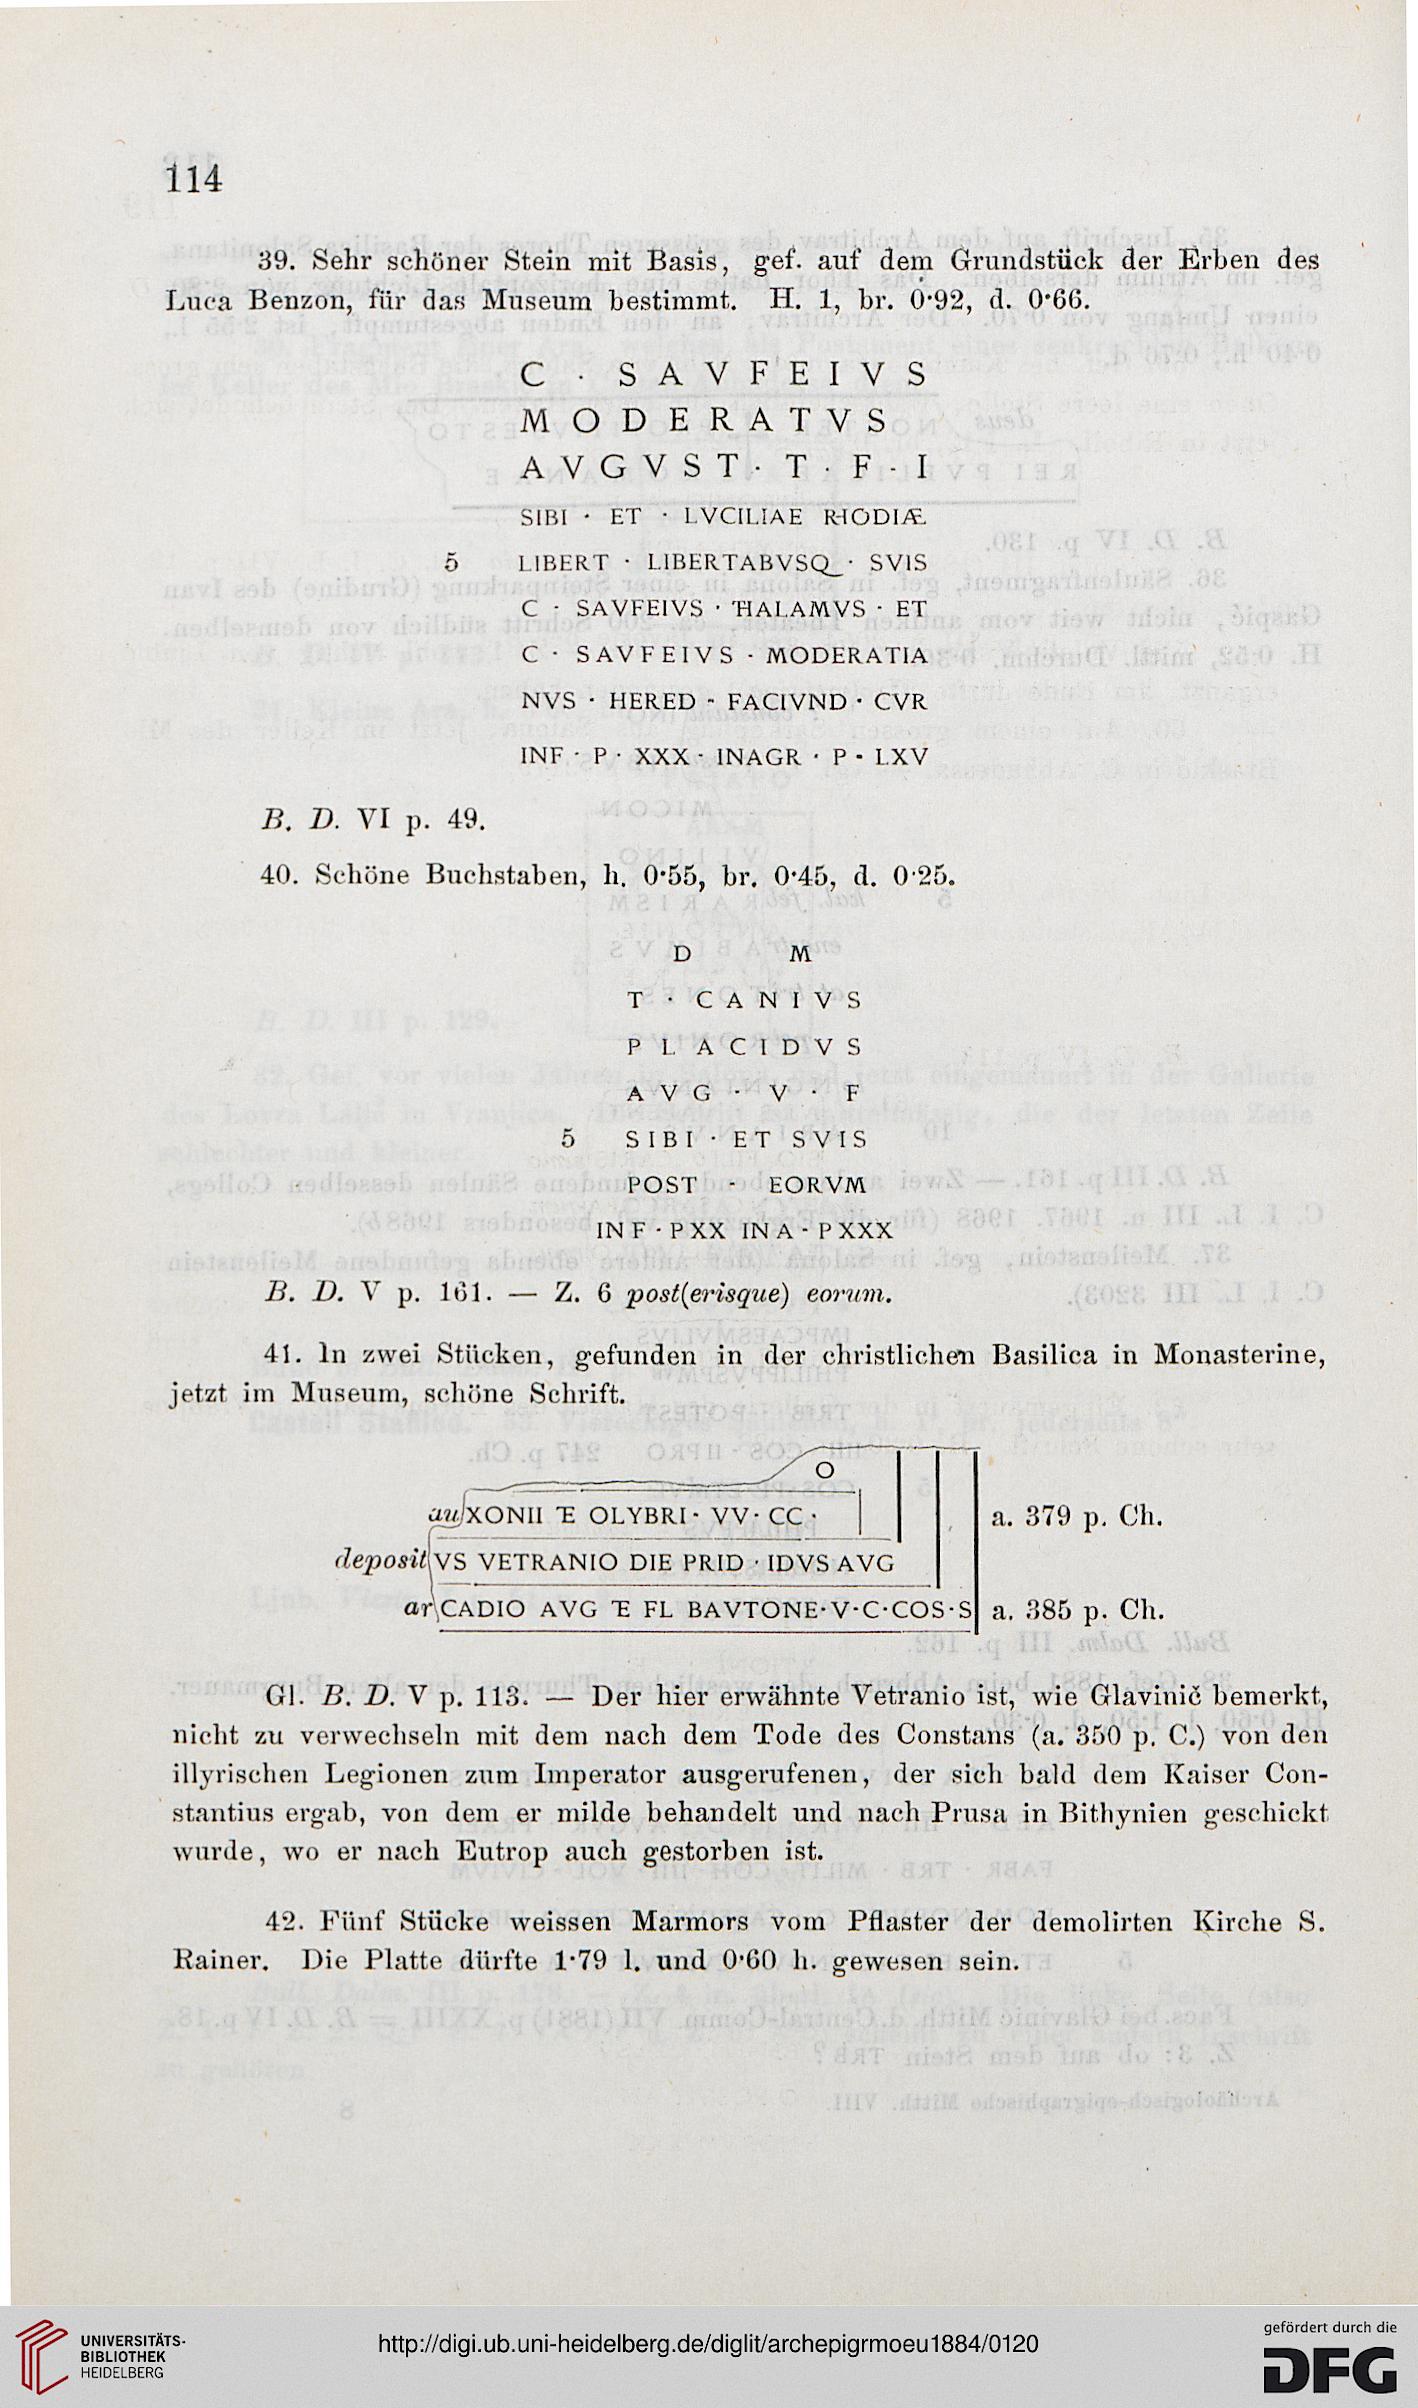 114
39. Sehr schöner Stein mit Basis, gef. auf dem Grundstück der Erben des
Luca Benzon, für das Museum bestimmt. H. 1, br. 0·92, d. 0·66.
C · SAVFEIVS
MODERATVS
AVGVST · T · F · I
SIBI · ET · LVCILIAE RHODIÆ
5 LIBERT · LIBERTABVSQ · SVIS
C · SAVFEIVS · THALAMVS · ET
C · SAVFEIVS · MODERATIA
NVS · HERED · FACIVND · CVR
INF · P · XXX · INAGR · P · LXV
B. D. VI p. 49.
40. Schöne Buchstaben, h. 0·55, br. 0·45, d. 0·25.
D M
T · CANIVS
PLACIDVS
AVG · V · F
5 SIBI · ET SVIS
POST · EORVM
INF · PXX INA · PXXX
B. D. V p. 161. — Z. 6 post(erisque) eorum.
41. In zwei Stücken, gefunden in der christlichen Basilica in Monasterine,
jetzt im Museum, schöne Schrift.
O
auXONII ET OLYBRI · VV · CC · a. 379 p. Ch.
depositVS VETRANIO DIE PRID · IDVS AVG
arCADIO AVG ET FL BAVTONE · V · C · COS · S a. 385 p. Ch.
Gl. B. D. V p. 113. — Der hier erwähnte Vetranio ist, wie Glavinič bemerkt,
nicht zu verwechseln mit dem nach dem Tode des Constans (a. 350 p. C.) von den
illyrischen Legionen zum Imperator ausgerufenen, der sich bald dem Kaiser Con-
stantius ergab, von dem er milde behandelt und nach Prusa in Bithynien geschickt
wurde, wo er nach Eutrop auch gestorben ist.
42. Fünf Stücke weissen Marmors vom Pflaster der demolirten Kirche S.
Rainer. Die Platte dürfte 1·79 l. und 0·60 h. gewesen sein.
UNIVERSITÄTS-
BIBLIOTHEK
HEIDELBERG
http://digi.ub.uni-heidelberg.de/diglit/archepigrmoeu1884/0120
gefördert durch die
DFG